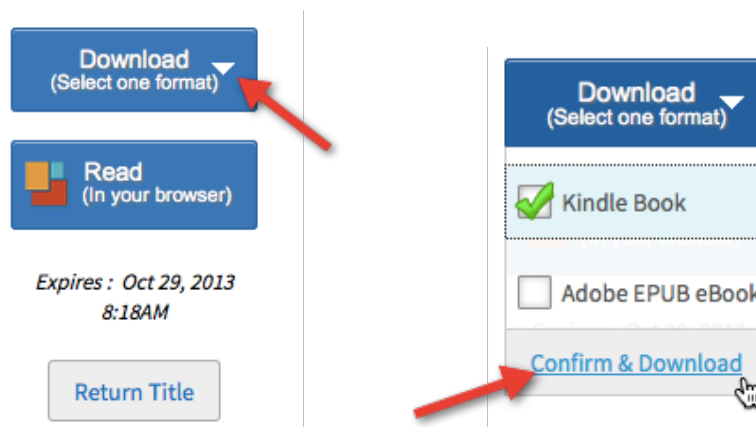 Download
(Select one format)
Read
(In your browser)
Expires : Oct 29, 2013
8:18AM
Return Title
Download
(Select one format)
Kindle Book
Adobe EPUB eBook
Confirm & Download